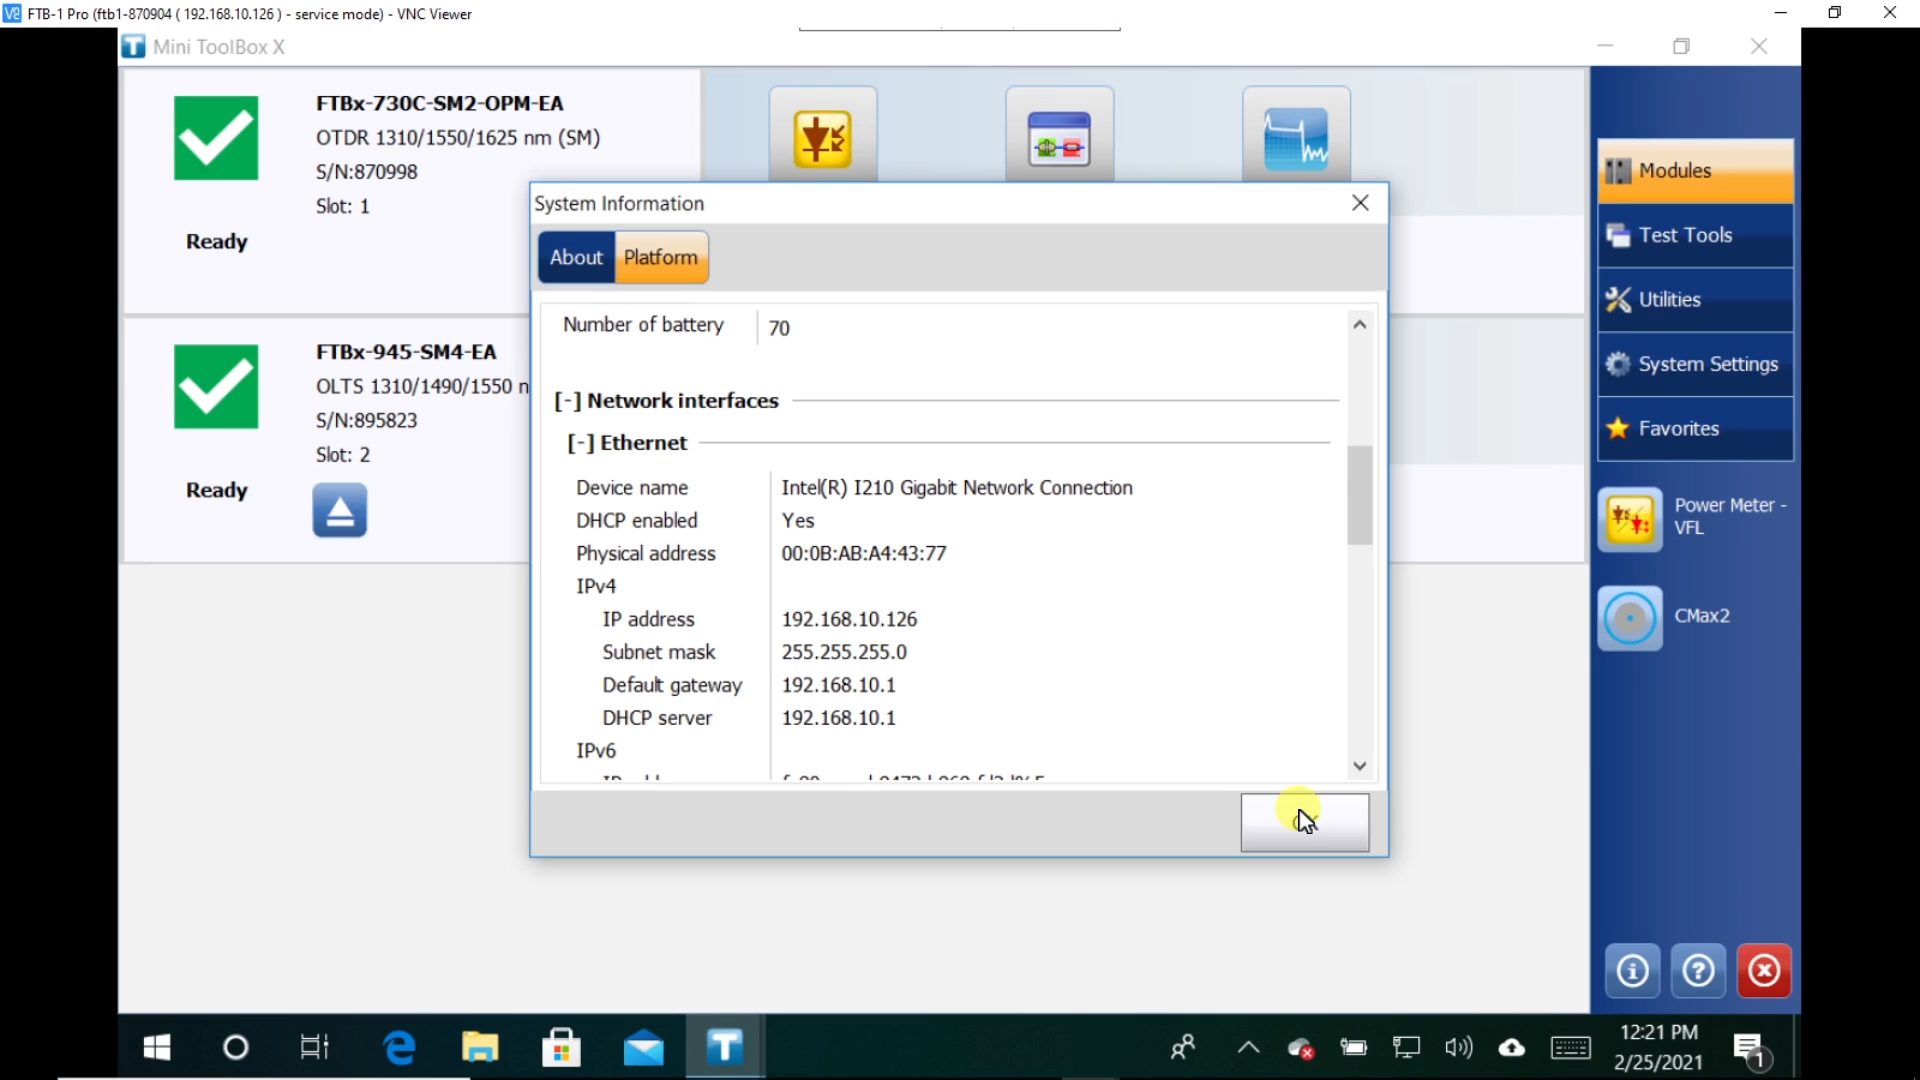 FTB-1 Pro (ftb1-870904 ( 192.168.10.126 ) - service mode) - VNC Viewer
Mini ToolBox X
FTBx-730C-SM2-OPM-EA
OTDR 1310/1550/1625 nm (SM)
S/N:870998
Slot: 1
Ready
FTBx-945-SM4-EA
OLTS 1310/1490/1550 n
S/N:895823
Slot: 2
Ready
System Information
About Platform
Number of battery 70
[-] Network interfaces
[-] Ethernet
Device name Intel(R) I210 Gigabit Network Connection
DHCP enabled Yes
Physical address 00:0B:AB:A4:43:77
IPv4
IP address 192.168.10.126
Subnet mask 255.255.255.0
Default gateway 192.168.10.1
DHCP server 192.168.10.1
IPv6
Modules
Test Tools
Utilities
System Settings
Favorites
Power Meter -
VFL
CMax2
12:21 PM
2/25/2021
1